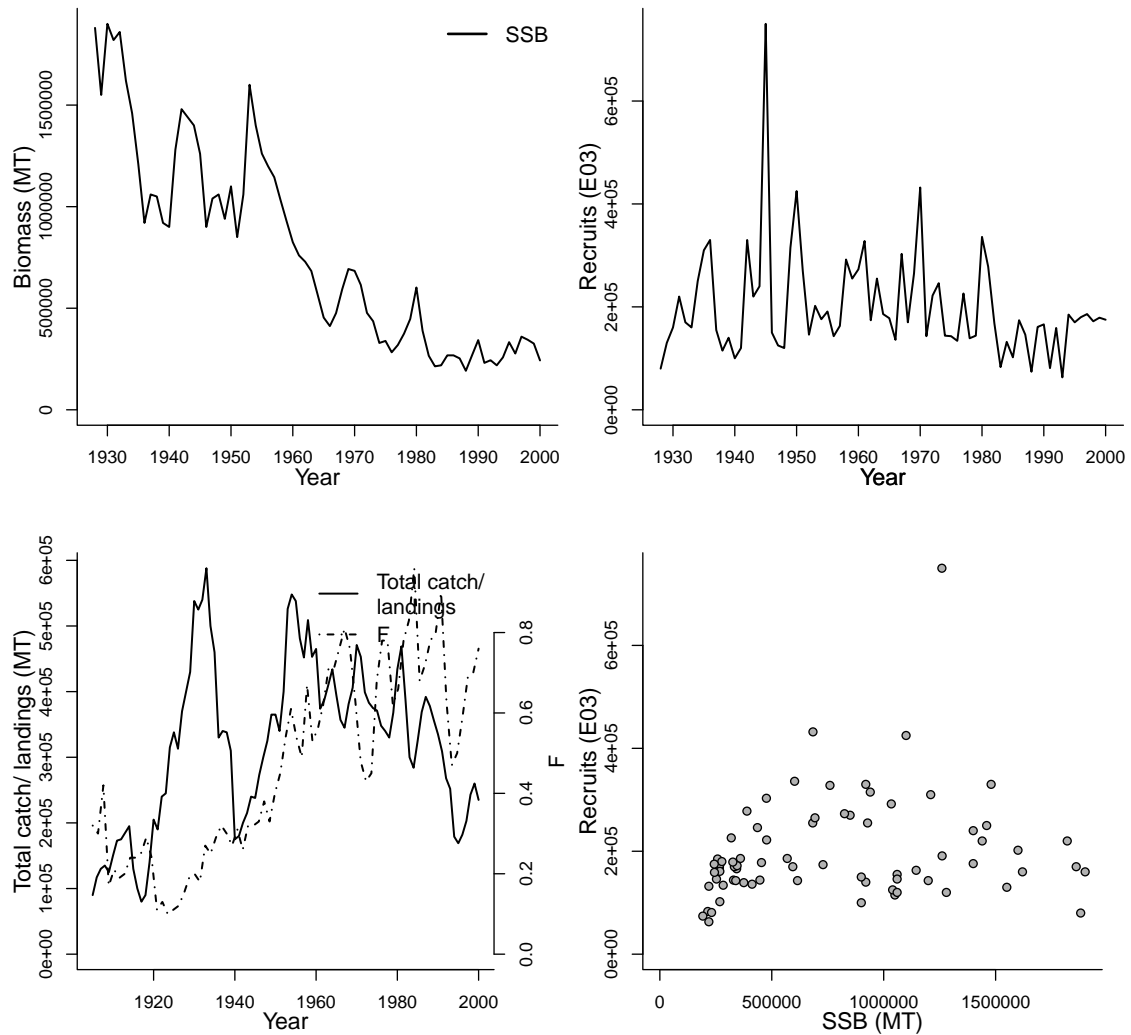 SSB
Biomass (MT)
0
500000
1000000
1500000
1930 1940 1950 1960 1970 1980 1990 2000
Year
Recruits (E03)
0e+00
2e+05
4e+05
6e+05
1930 1940 1950 1960 1970 1980 1990 2000
Year
Total catch/
landings
F
Total catch/ landings (MT)
0e+00
1e+05
2e+05
3e+05
4e+05
5e+05
6e+05
1920 1940 1960 1980 2000
Year
0.0
0.2
0.4
0.6
0.8
F
Recruits (E03)
0e+00
2e+05
4e+05
6e+05
0 500000 1000000 1500000
SSB (MT)